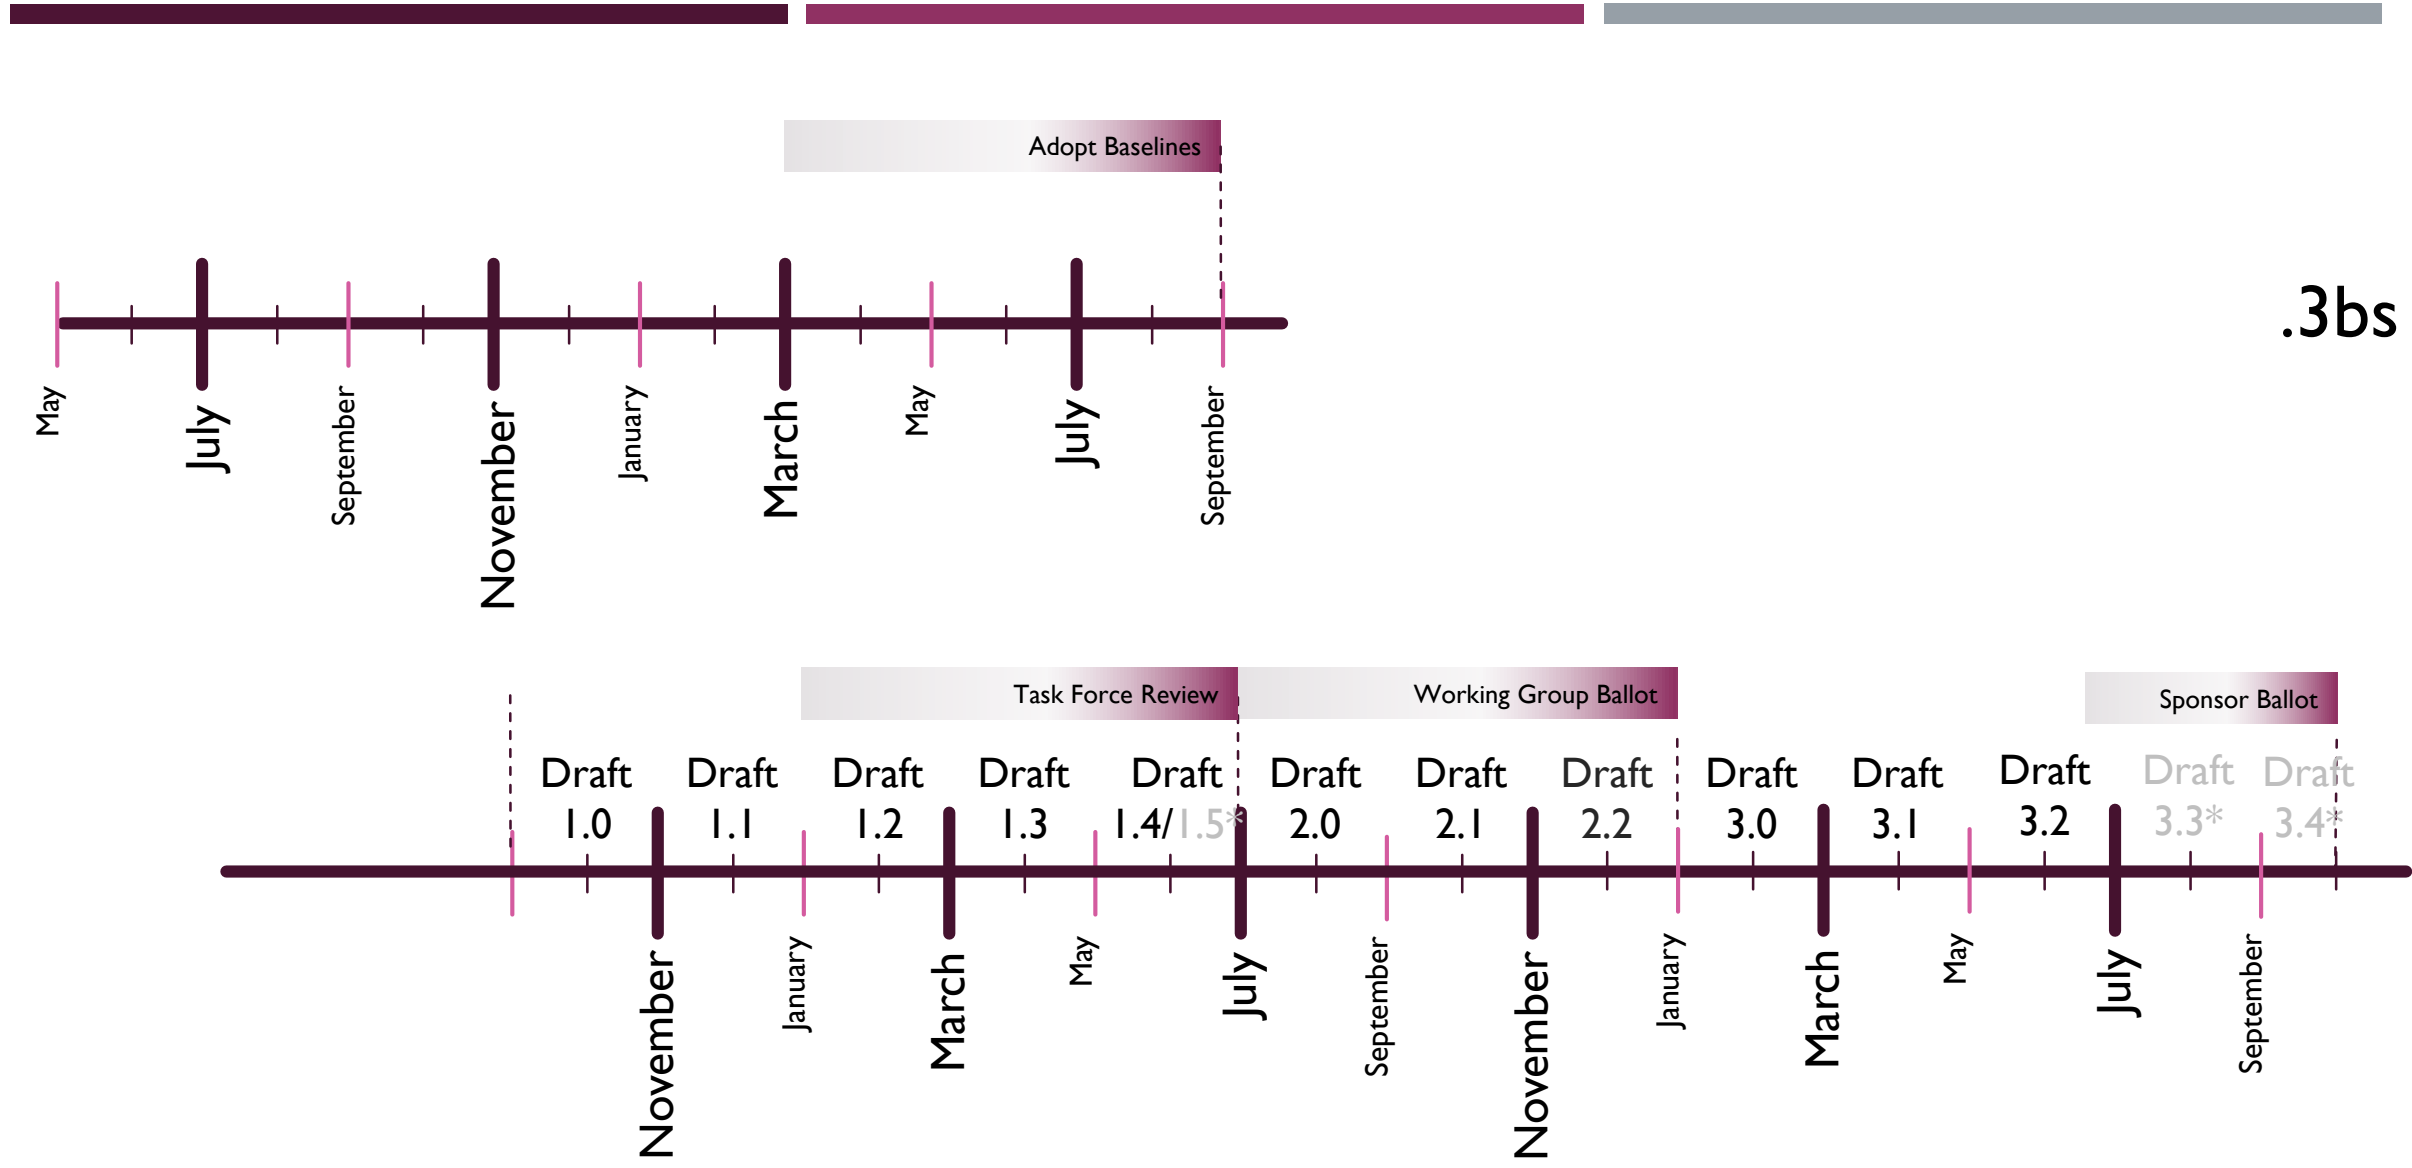 Adopt Baselines
.3bs
May
July
September
November
January
March
May
July
September
Task Force Review
Working Group Ballot
Sponsor Ballot
Draft
1.0
Draft
1.1
Draft
1.2
Draft
1.3
Draft
1.4/1.5*
Draft
2.0
Draft
2.1
Draft
2.2
Draft
3.0
Draft
3.1
Draft
3.2
Draft
3.3*
Draft
3.4*
November
January
March
May
July
September
November
January
March
May
July
September